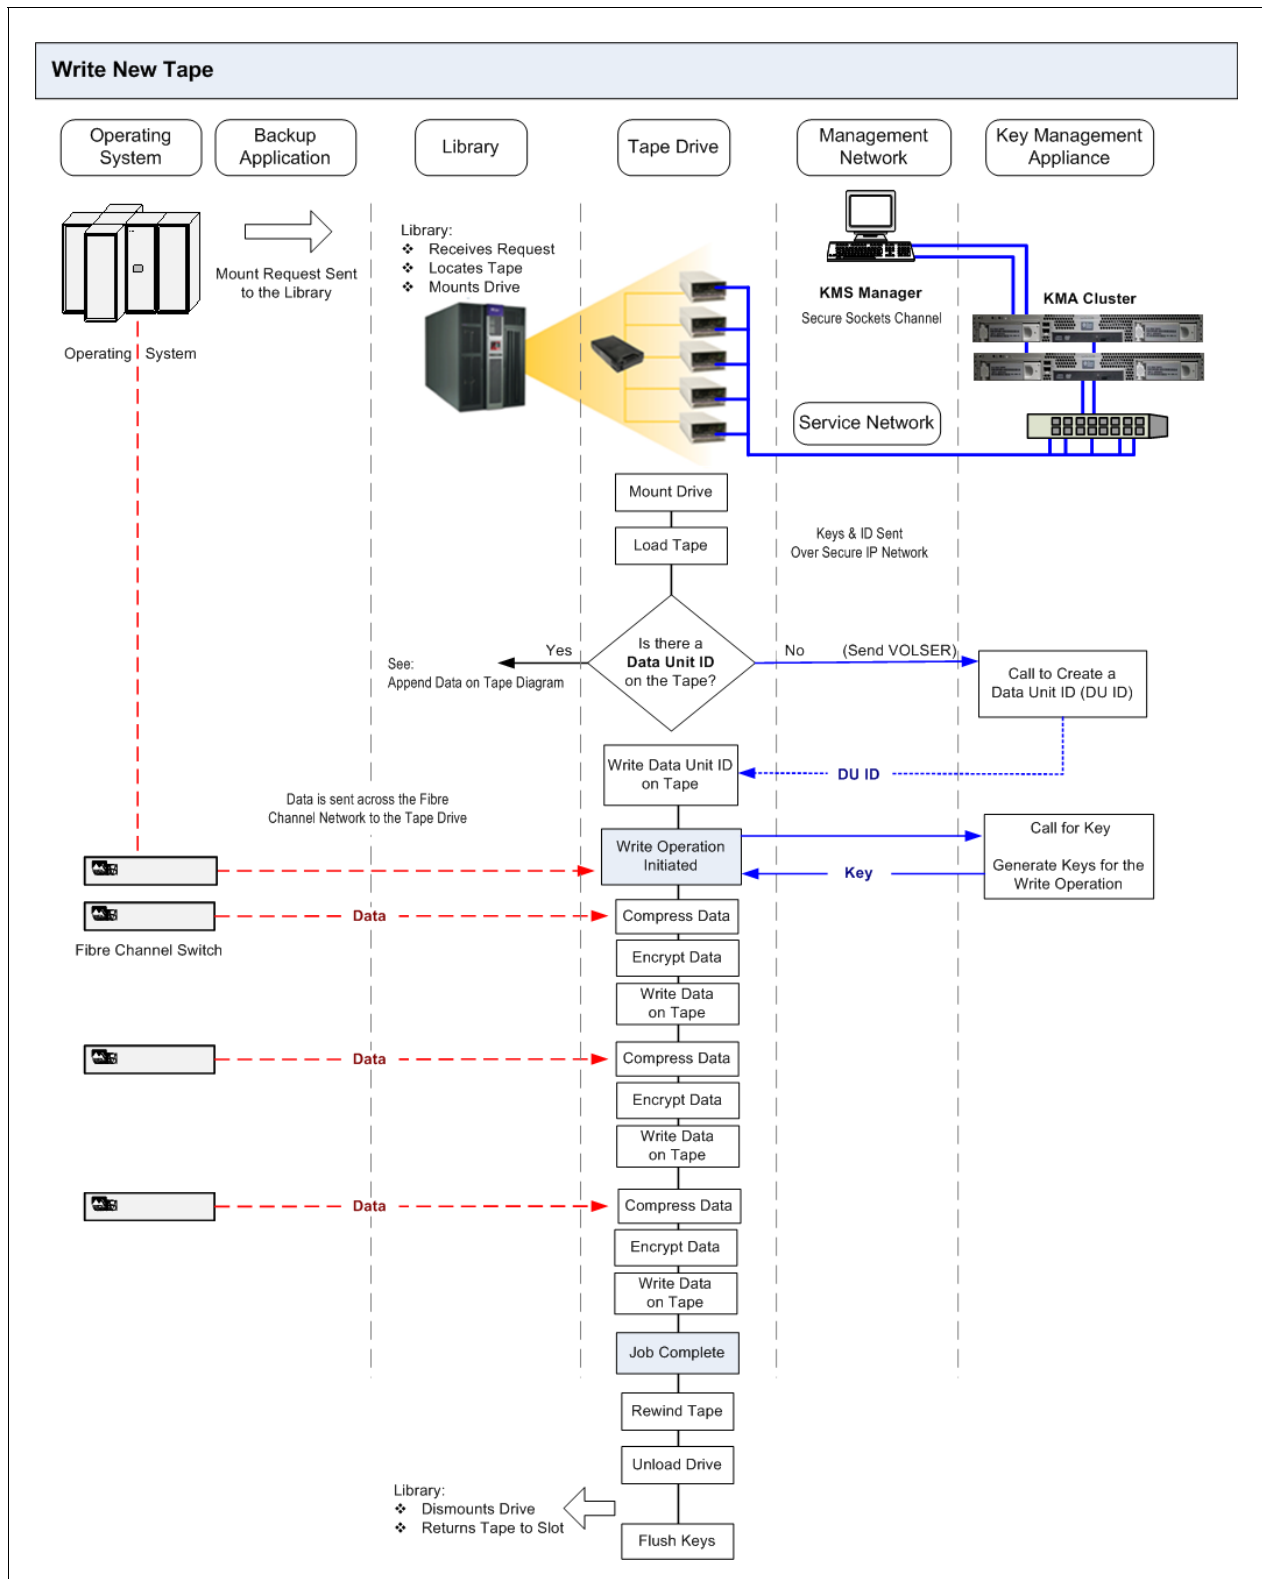 Write New Tape
Operating
System
Backup
Application
Library
Tape Drive
Management
Network
Key Management
Appliance
Mount Request Sent
to the Library
Library:
❖ Receives Request
❖ Locates Tape
❖ Mounts Drive
KMS Manager
Secure Sockets Channel
KMA Cluster
Operating System
Service Network
Mount Drive
Load Tape
Keys & ID Sent
Over Secure IP Network
Is there a
Data Unit ID
on the Tape?
Yes
See:
Append Data on Tape Diagram
No
(Send VOLSER)
Call to Create a
Data Unit ID (DU ID)
Write Data Unit ID
on Tape
DU ID
Data is sent across the Fibre
Channel Network to the Tape Drive
Write Operation
Initiated
Call for Key
Generate Keys for the
Write Operation
Key
Data
Compress Data
Fibre Channel Switch
Encrypt Data
Write Data
on Tape
Data
Compress Data
Encrypt Data
Write Data
on Tape
Data
Compress Data
Encrypt Data
Write Data
on Tape
Job Complete
Rewind Tape
Unload Drive
Library:
❖ Dismounts Drive
❖ Returns Tape to Slot
Flush Keys